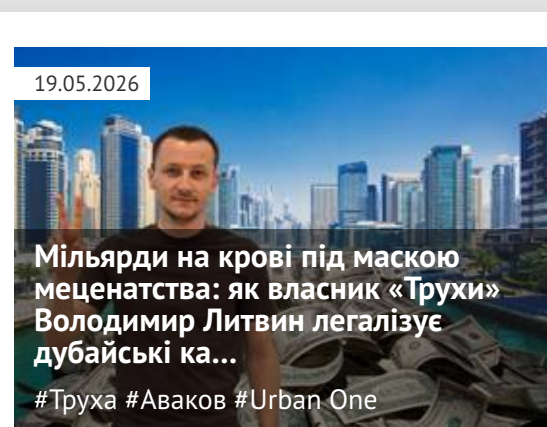 19.05.2026
Мільярди на крові під маскою
меценатства: як власник «Трухи»
Володимир Литвин легалізує
дубайські ка...
#Труха #Аваков #Urban One